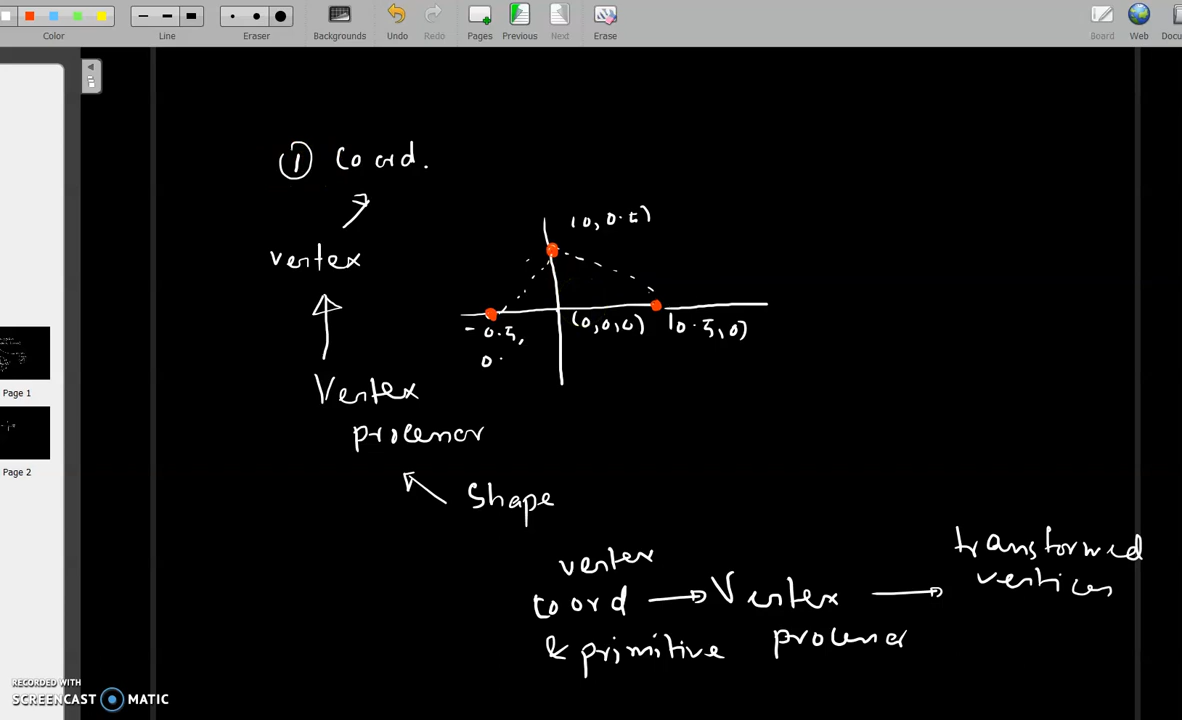 Color
Line
Eraser
Backgrounds
Undo
Redo
Pages
Previous
Next
Erase
Board
Web
Docu
① Coord.
(0, 0.5)
vertex
(0,0,0)
(0.5,0)
- 0.5,
0.
Vertex
processor
Page 1
Page 2
Shape
vertex
coord
& primitive
Vertex
processor
transformed
vertices
RECORDED WITH
SCREENCAST MATIC